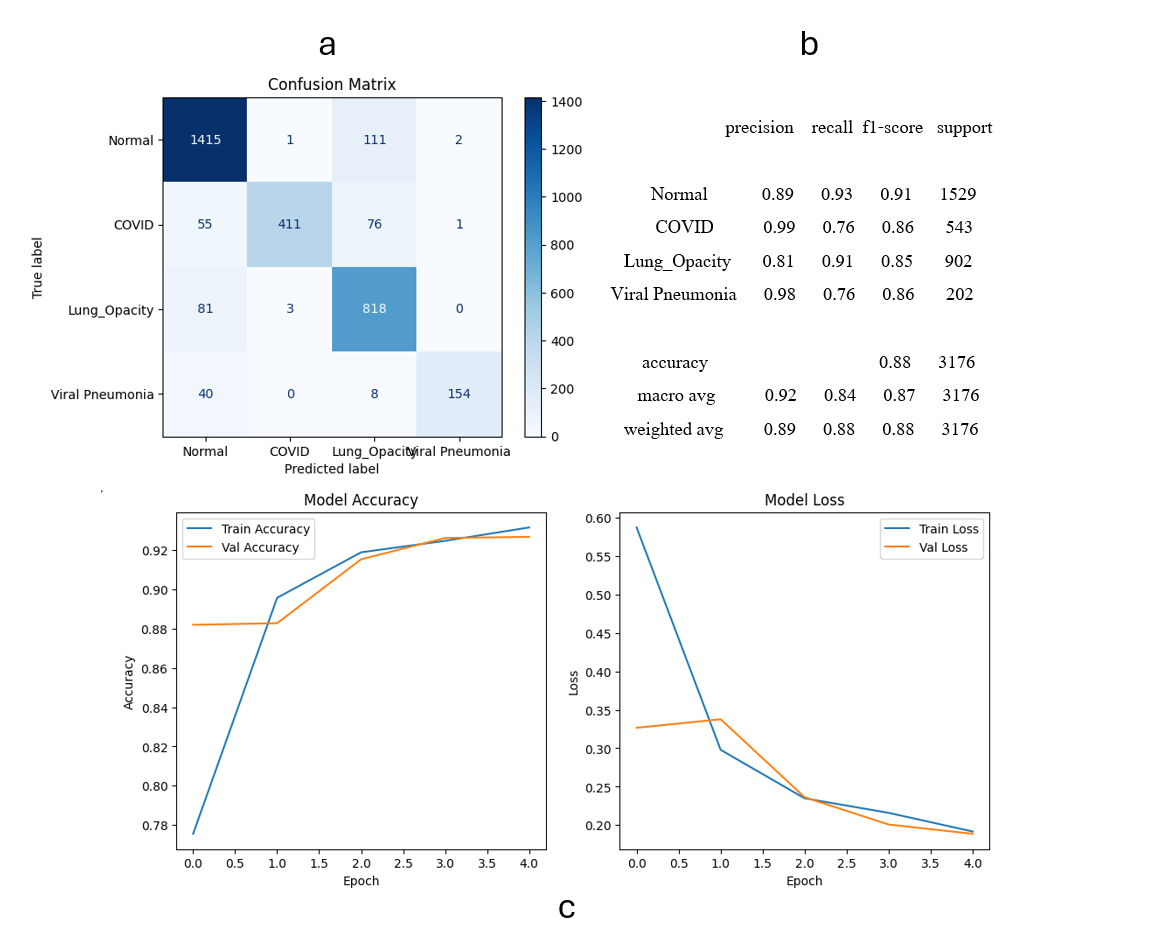 a
b
Confusion Matrix
True label
Normal 1415 1 111 2
COVID 55 411 76 1
Lung_Opacity 81 3 818 0
Viral Pneumonia 40 0 8 154
Normal COVID Lung_Opacity Viral Pneumonia
Predicted label
1400
1200
1000
800
600
400
200
0
precision recall f1-score support
Normal 0.89 0.93 0.91 1529
COVID 0.99 0.76 0.86 543
Lung_Opacity 0.81 0.91 0.85 902
Viral Pneumonia 0.98 0.76 0.86 202
accuracy 0.88 3176
macro avg 0.92 0.84 0.87 3176
weighted avg 0.89 0.88 0.88 3176
Model Accuracy
Train Accuracy
Val Accuracy
Accuracy
0.92
0.90
0.88
0.86
0.84
0.82
0.80
0.78
0.0 0.5 1.0 1.5 2.0 2.5 3.0 3.5 4.0
Epoch
Model Loss
Train Loss
Val Loss
Loss
0.60
0.55
0.50
0.45
0.40
0.35
0.30
0.25
0.20
0.0 0.5 1.0 1.5 2.0 2.5 3.0 3.5 4.0
Epoch
c